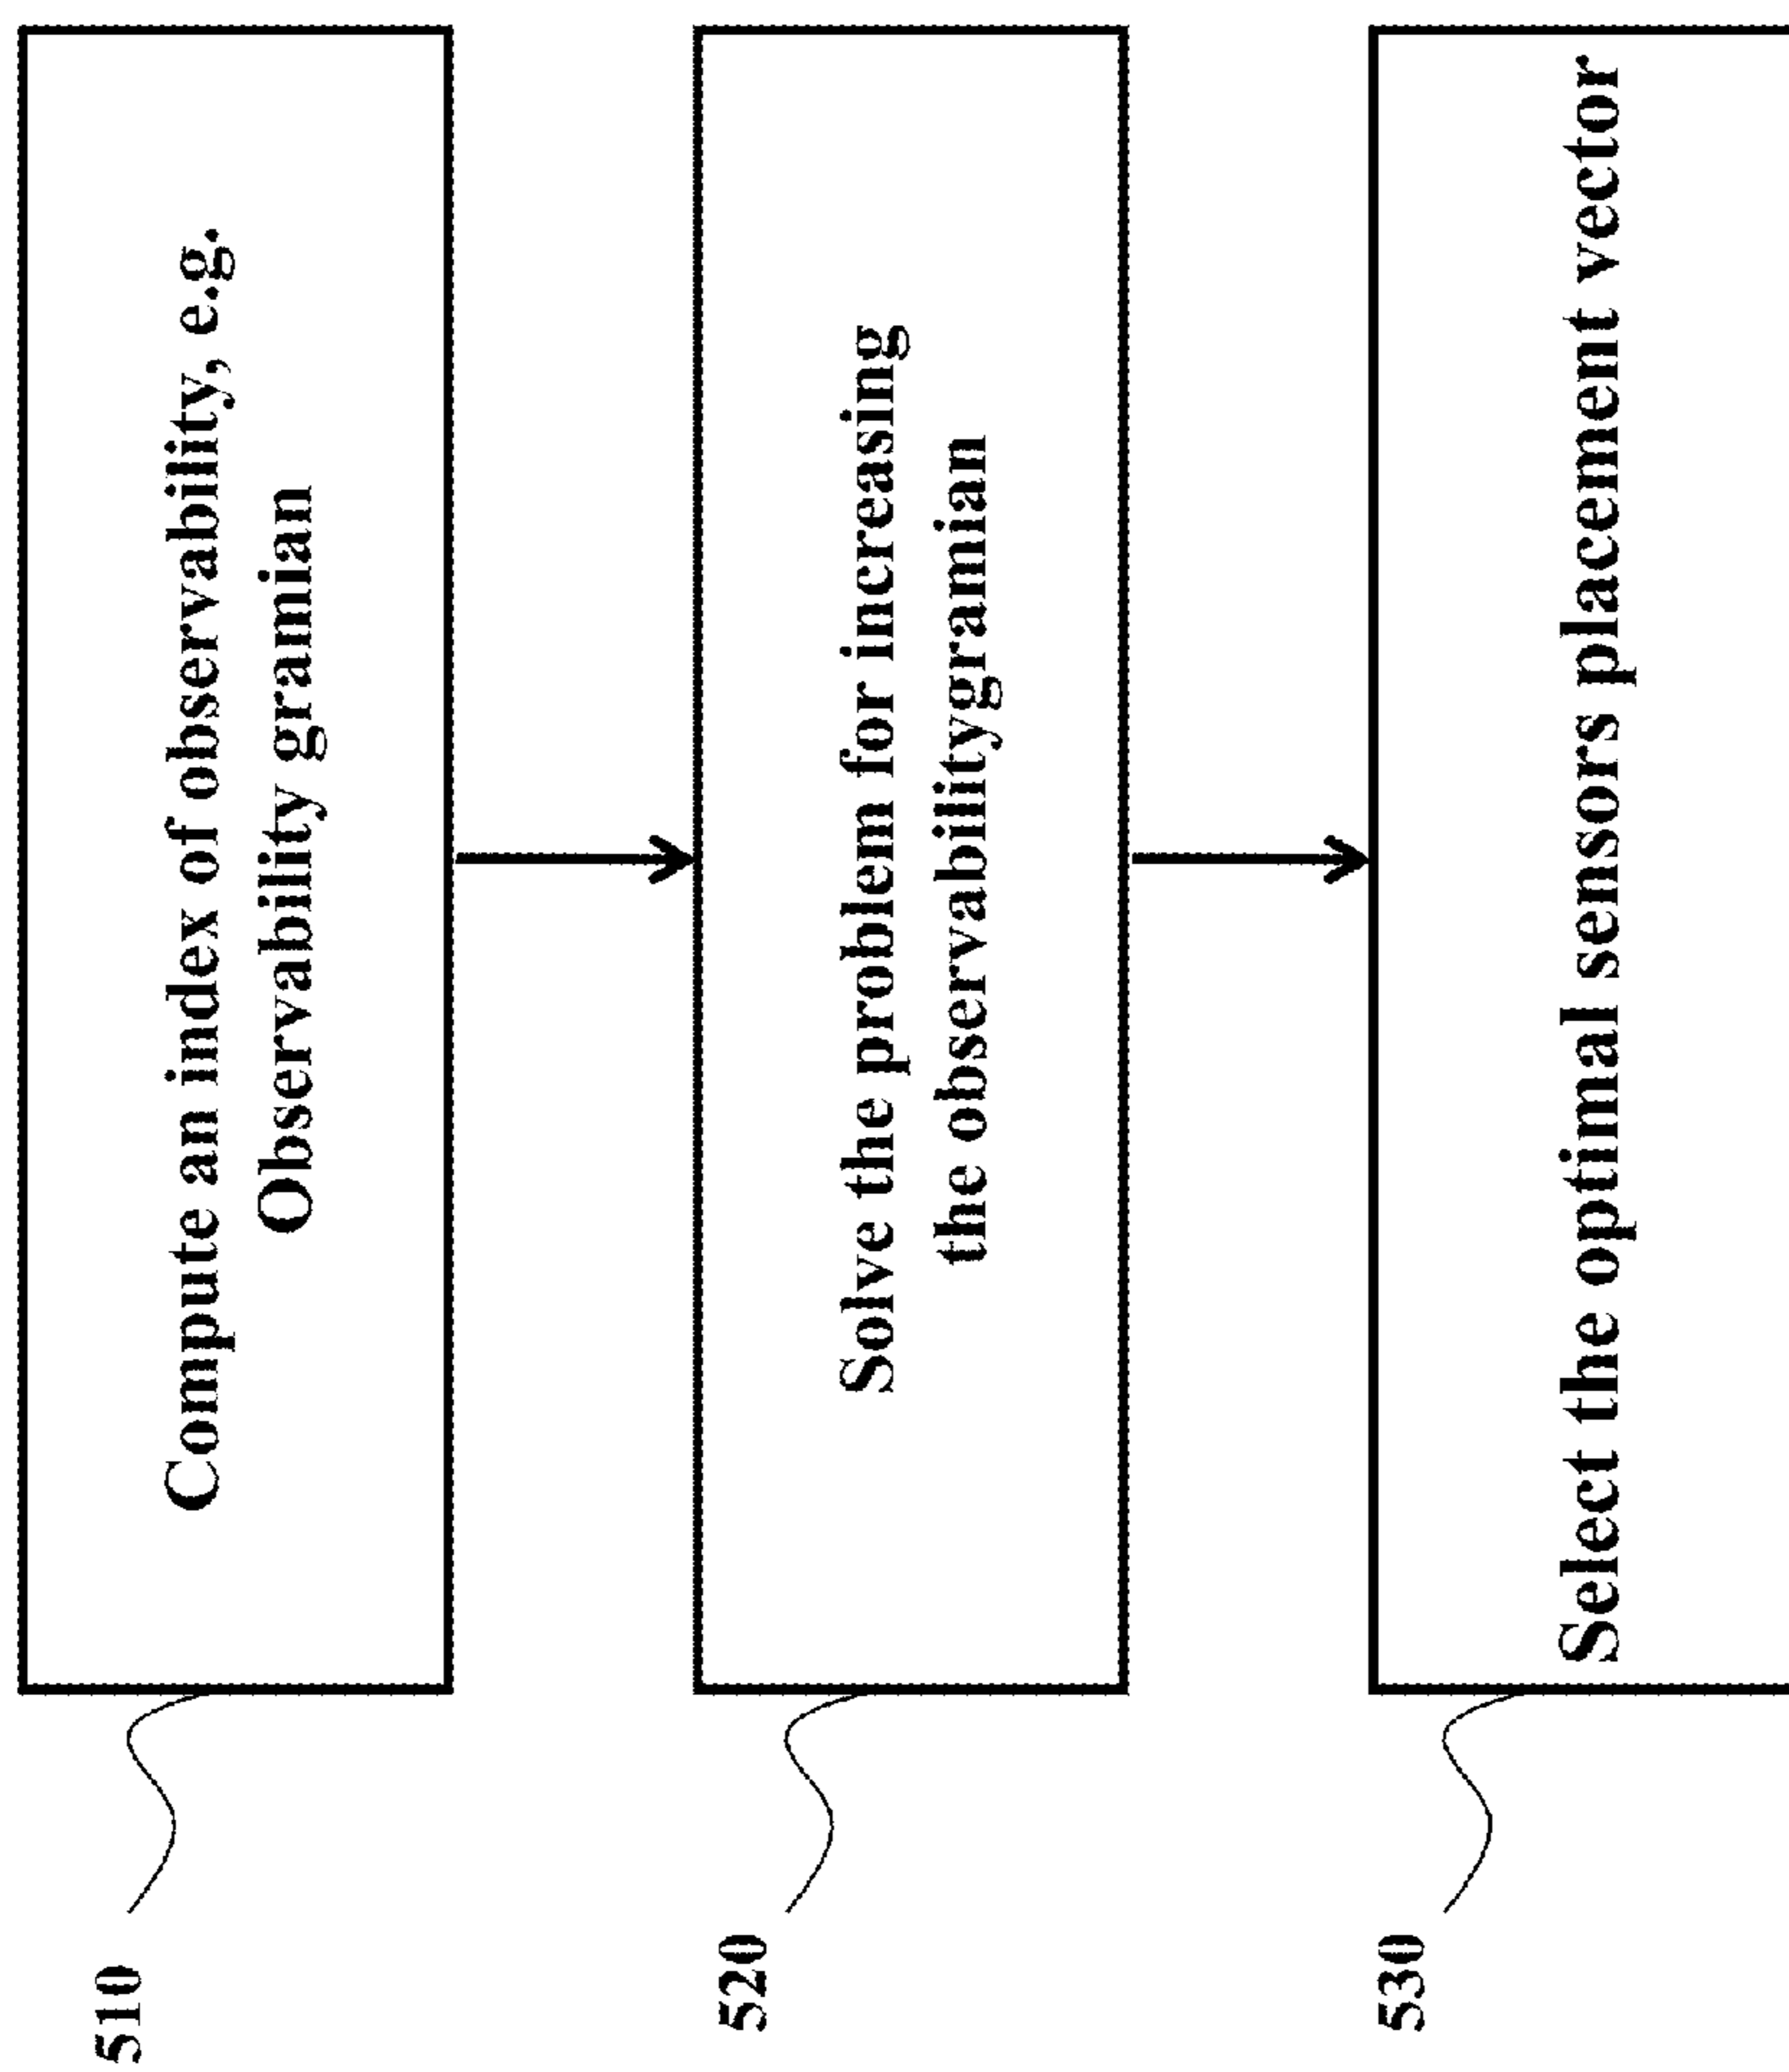 510
Compute an index of observability, e.g.
Observability gramian
520
Solve the problem for increasing
the observabilitygramian
530
Select the optimal sensors placement vector